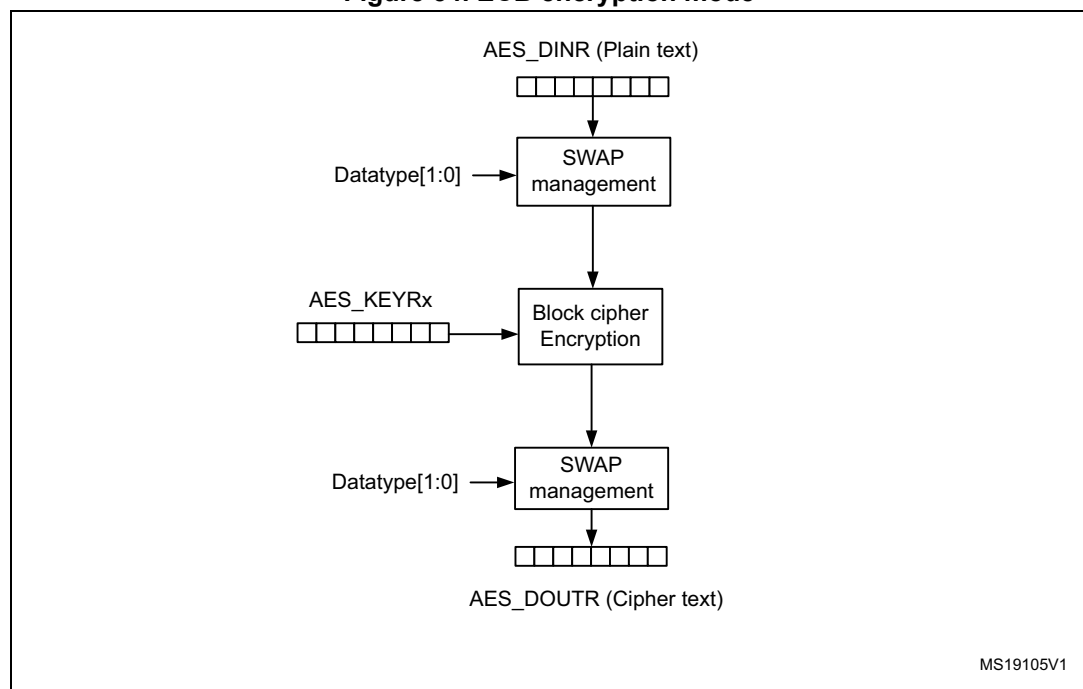 AES_DINR (Plain text)
SWAP
management
Datatype[1:0]
AES_KEYRx
Block cipher
Encryption
SWAP
management
Datatype[1:0]
AES_DOUTR (Cipher text)
MS19105V1